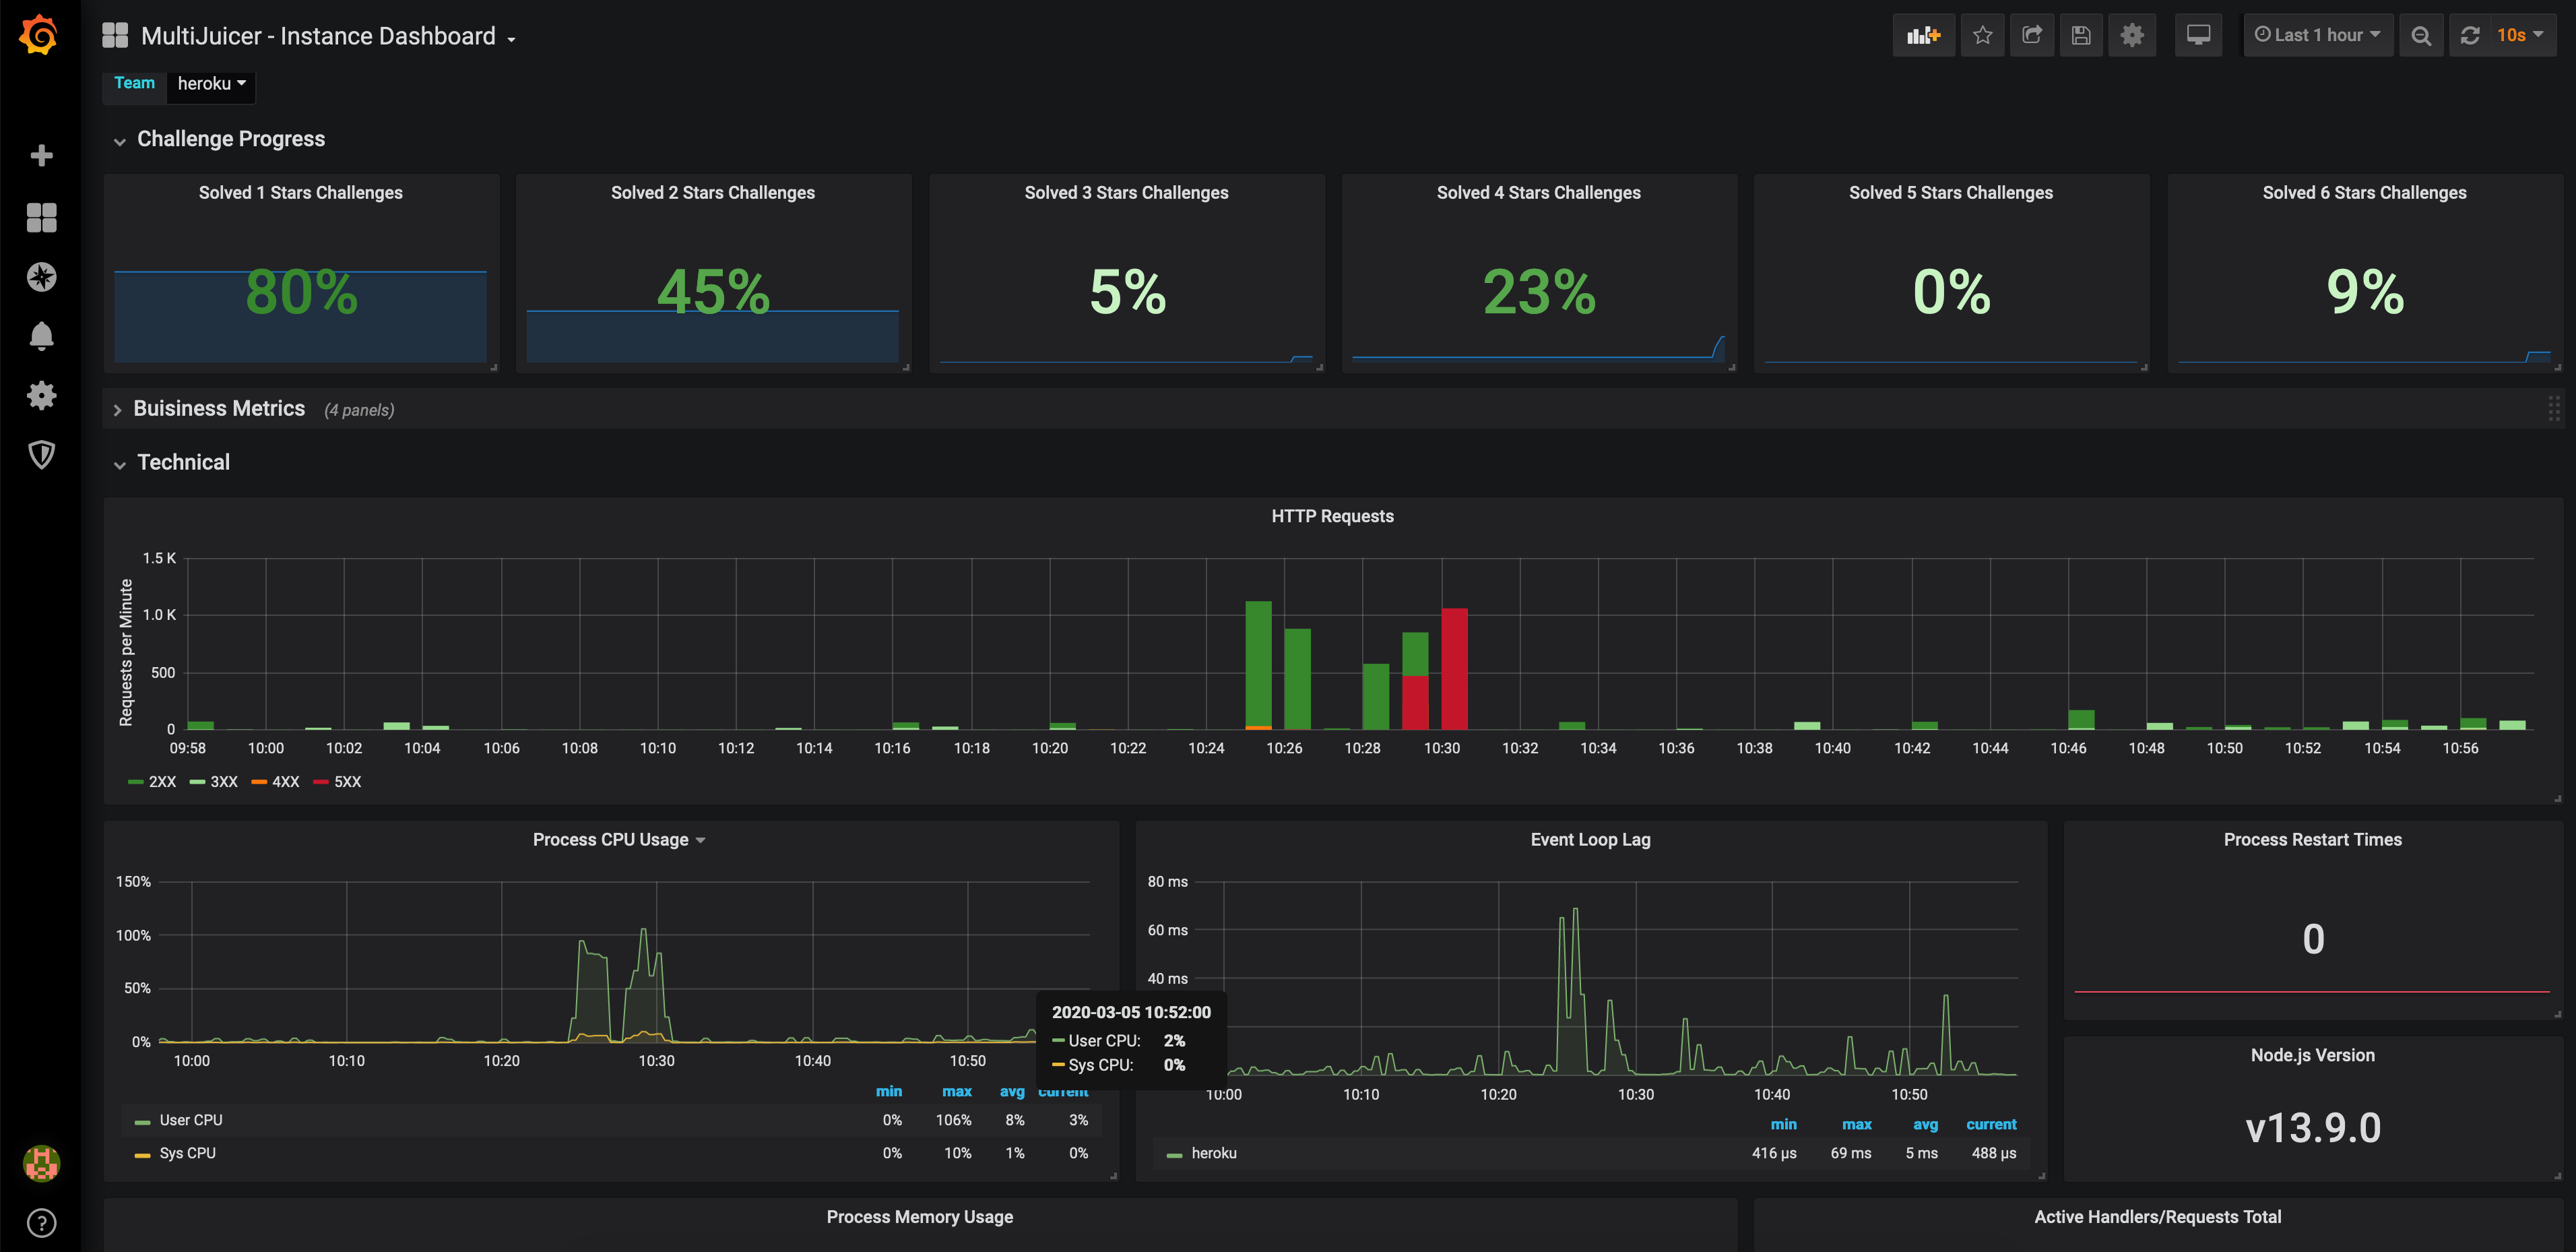 MultiJuicer - Instance Dashboard
Last 1 hour
10s
Team heroku
Challenge Progress
Solved 1 Stars Challenges
80%
Solved 2 Stars Challenges
45%
Solved 3 Stars Challenges
5%
Solved 4 Stars Challenges
23%
Solved 5 Stars Challenges
0%
Solved 6 Stars Challenges
9%
Buisiness Metrics (4 panels)
Technical
HTTP Requests
Requests per Minute
1.5 K
1.0 K
500
0
09:58 10:00 10:02 10:04 10:06 10:08 10:10 10:12 10:14 10:16 10:18 10:20 10:22 10:24 10:26 10:28 10:30 10:32 10:34 10:36 10:38 10:40 10:42 10:44 10:46 10:48 10:50 10:52 10:54 10:56
2XX 3XX 4XX 5XX
Process CPU Usage
150%
100%
50%
0%
10:00 10:10 10:20 10:30 10:40 10:50
min max avg current
User CPU 0% 106% 8% 3%
Sys CPU 0% 10% 1% 0%
2020-03-05 10:52:00
User CPU: 2%
Sys CPU: 0%
Event Loop Lag
80 ms
60 ms
40 ms
10:00 10:10 10:20 10:30 10:40 10:50
min max avg current
heroku 416 µs 69 ms 5 ms 488 µs
Process Restart Times
0
Node.js Version
v13.9.0
Process Memory Usage
Active Handlers/Requests Total